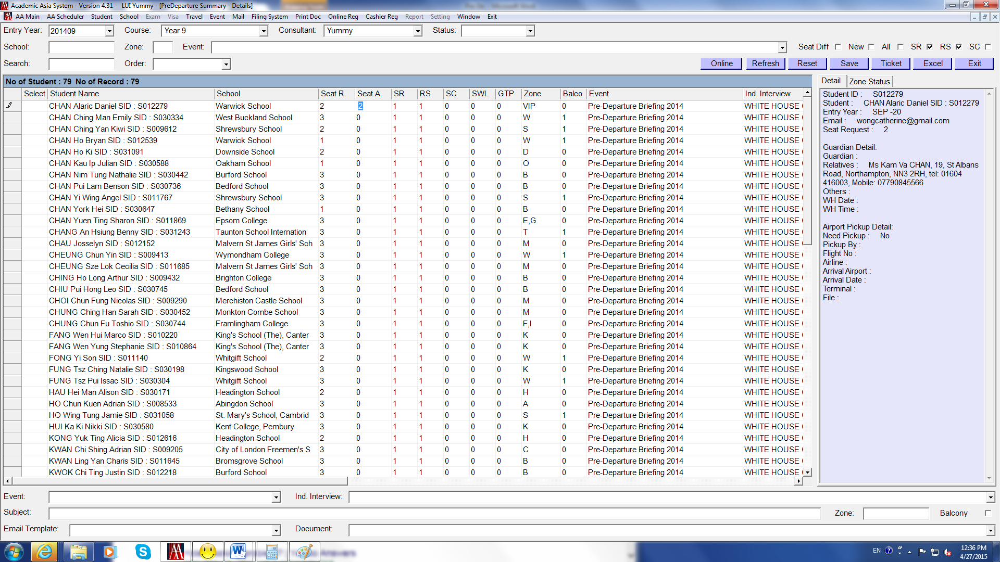 Academic Asia System - Version 4.31 LUI Yummy - [PreDeparture Summary - Details]
AA Main AA Scheduler Student School Exam Visa Travel Event Mail Filing System Print Doc Online Reg Cashier Reg Report Setting Window Exit
Entry Year: 201409 Course: Year 9 Consultant: Yummy Status:
School: Zone: Event: Seat Diff New All SR RS SC
Search: Order: Online Refresh Reset Save Ticket Excel Exit
No of Student : 79 No of Record : 79
Select Student Name School Seat R. Seat A. SR RS SC SWL GTP Zone Balco Event Ind. Interview
CHAN Alaric Daniel SID : S012279 Warwick School 2 2 1 1 0 0 0 VIP 0 Pre-Departure Briefing 2014 WHITE HOUSE
CHAN Ching Man Emily SID : S030334 West Buckland School 3 0 1 1 0 0 0 W 1 Pre-Departure Briefing 2014 WHITE HOUSE
CHAN Ching Yan Kiwi SID : S009612 Shrewsbury School 2 0 1 1 0 0 0 S 1 Pre-Departure Briefing 2014 WHITE HOUSE
CHAN Ho Bryan SID : S012539 Warwick School 1 0 1 1 0 0 0 W 1 Pre-Departure Briefing 2014 WHITE HOUSE
CHAN Ho Ki SID : S031091 Downside School 2 0 1 1 0 0 0 D 0 Pre-Departure Briefing 2014 WHITE HOUSE
CHAN Kau Ip Julian SID : S030588 Oakham School 1 0 1 1 0 0 0 O 0 Pre-Departure Briefing 2014 WHITE HOUSE
CHAN Nim Tung Nathalie SID : S030442 Burford School 3 0 1 1 0 0 0 B 0 Pre-Departure Briefing 2014 WHITE HOUSE
CHAN Pui Lam Benson SID : S030736 Bedford School 3 0 1 1 0 0 0 B 0 Pre-Departure Briefing 2014 WHITE HOUSE
CHAN Yi Wing Angel SID : S011767 Shrewsbury School 3 0 1 1 0 0 0 S 1 Pre-Departure Briefing 2014 WHITE HOUSE
CHAN York Hei SID : S030647 Bethany School 1 0 1 1 0 0 0 B 0 Pre-Departure Briefing 2014 WHITE HOUSE
CHAN Yuen Ting Sharon SID : S011869 Epsom College 3 0 1 1 0 0 0 E,G 0 Pre-Departure Briefing 2014 WHITE HOUSE
CHANG An Hsiung Benny SID : S031243 Taunton School Internation 3 0 1 1 0 0 0 T 1 Pre-Departure Briefing 2014 WHITE HOUSE
CHAU Josselyn SID : S012152 Malvern St James Girls' Sch 3 0 1 1 0 0 0 M 0 Pre-Departure Briefing 2014 WHITE HOUSE
CHEUNG Chun Yin SID : S009413 Wymondham College 3 0 1 1 0 0 0 W 1 Pre-Departure Briefing 2014 WHITE HOUSE
CHEUNG Sze Lok Cecilia SID : S011685 Malvern St James Girls' Sch 3 0 1 1 0 0 0 M 0 Pre-Departure Briefing 2014 WHITE HOUSE
CHING Ho Long Arthur SID : S009432 Brighton College 3 0 1 1 0 0 0 B 0 Pre-Departure Briefing 2014 WHITE HOUSE
CHIU Pui Hong Leo SID : S030745 Bedford School 3 0 1 1 0 0 0 B 0 Pre-Departure Briefing 2014 WHITE HOUSE
CHOI Chun Fung Nicolas SID : S009290 Merchiston Castle School 3 0 1 1 0 0 0 M 0 Pre-Departure Briefing 2014 WHITE HOUSE
CHUNG Ching Han Sarah SID : S030452 Monkton Combe School 3 0 1 1 0 0 0 M 0 Pre-Departure Briefing 2014 WHITE HOUSE
CHUNG Chun Fu Toshio SID : S030744 Framlingham College 3 0 1 1 0 0 0 F,I 0 Pre-Departure Briefing 2014 WHITE HOUSE
FANG Wen Hui Marco SID : S010220 King's School (The), Canter 3 0 1 1 0 0 0 K 0 Pre-Departure Briefing 2014 WHITE HOUSE
FANG Wen Yung Stephanie SID : S010864 King's School (The), Canter 3 0 1 1 0 0 0 K 0 Pre-Departure Briefing 2014 WHITE HOUSE
FONG Yi Son SID : S011140 Whitgift School 2 0 1 1 0 0 0 W 1 Pre-Departure Briefing 2014 WHITE HOUSE
FUNG Tsz Ching Natalie SID : S030198 Kingswood School 3 0 1 1 0 0 0 K 0 Pre-Departure Briefing 2014 WHITE HOUSE
FUNG Tsz Pui Issac SID : S030304 Whitgift School 3 0 1 1 0 0 0 W 1 Pre-Departure Briefing 2014 WHITE HOUSE
HAU Hei Man Alison SID : S030171 Headington School 2 0 1 1 0 0 0 H 0 Pre-Departure Briefing 2014 WHITE HOUSE
HO Chun Kuen Adrian SID : S008533 Abingdon School 3 0 1 1 0 0 0 A 0 Pre-Departure Briefing 2014 WHITE HOUSE
HO Wing Tung Jamie SID : S031058 St. Mary's School, Cambrid 3 0 1 1 0 0 0 S 1 Pre-Departure Briefing 2014 WHITE HOUSE
HUI Ka Ki Nikki SID : S030580 Kent College, Pembury 3 0 1 1 0 0 0 K 0 Pre-Departure Briefing 2014 WHITE HOUSE
KONG Yuk Ting Alicia SID : S012616 Headington School 2 0 1 1 0 0 0 H 0 Pre-Departure Briefing 2014 WHITE HOUSE
KWAN Chi Shing Adrian SID : S009205 City of London Freemen's S 3 0 1 1 0 0 0 C 0 Pre-Departure Briefing 2014 WHITE HOUSE
KWAN Ling Yan Charis SID : S011645 Bromsgrove School 3 0 1 1 0 0 0 B 0 Pre-Departure Briefing 2014 WHITE HOUSE
KWOK Chi Ting Justin SID : S012218 Burford School 3 0 1 1 0 0 0 B 0 Pre-Departure Briefing 2014 WHITE HOUSE
Detail Zone Status
Student ID : S012279
Student : CHAN Alaric Daniel SID : S012279
Entry Year : SEP -20
Email : wongcatherine@gmail.com
Seat Request : 2
Guardian Detail:
Guardian :
Relatives : Ms Kam Va CHAN, 19, St Albans
Road, Northampton, NN3 2RH, tel: 01604
416003, Mobile: 07790845566
Others :
WH Date :
WH Time :
Airport Pickup Detail:
Need Pickup : No
Pickup By :
Flight No :
Airline :
Arrival Airport :
Arrival Date :
Terminal :
File :
Event: Ind. Interview:
Subject: Zone: Balcony
Email Template: Document:
EN 12:36 PM
4/27/2015